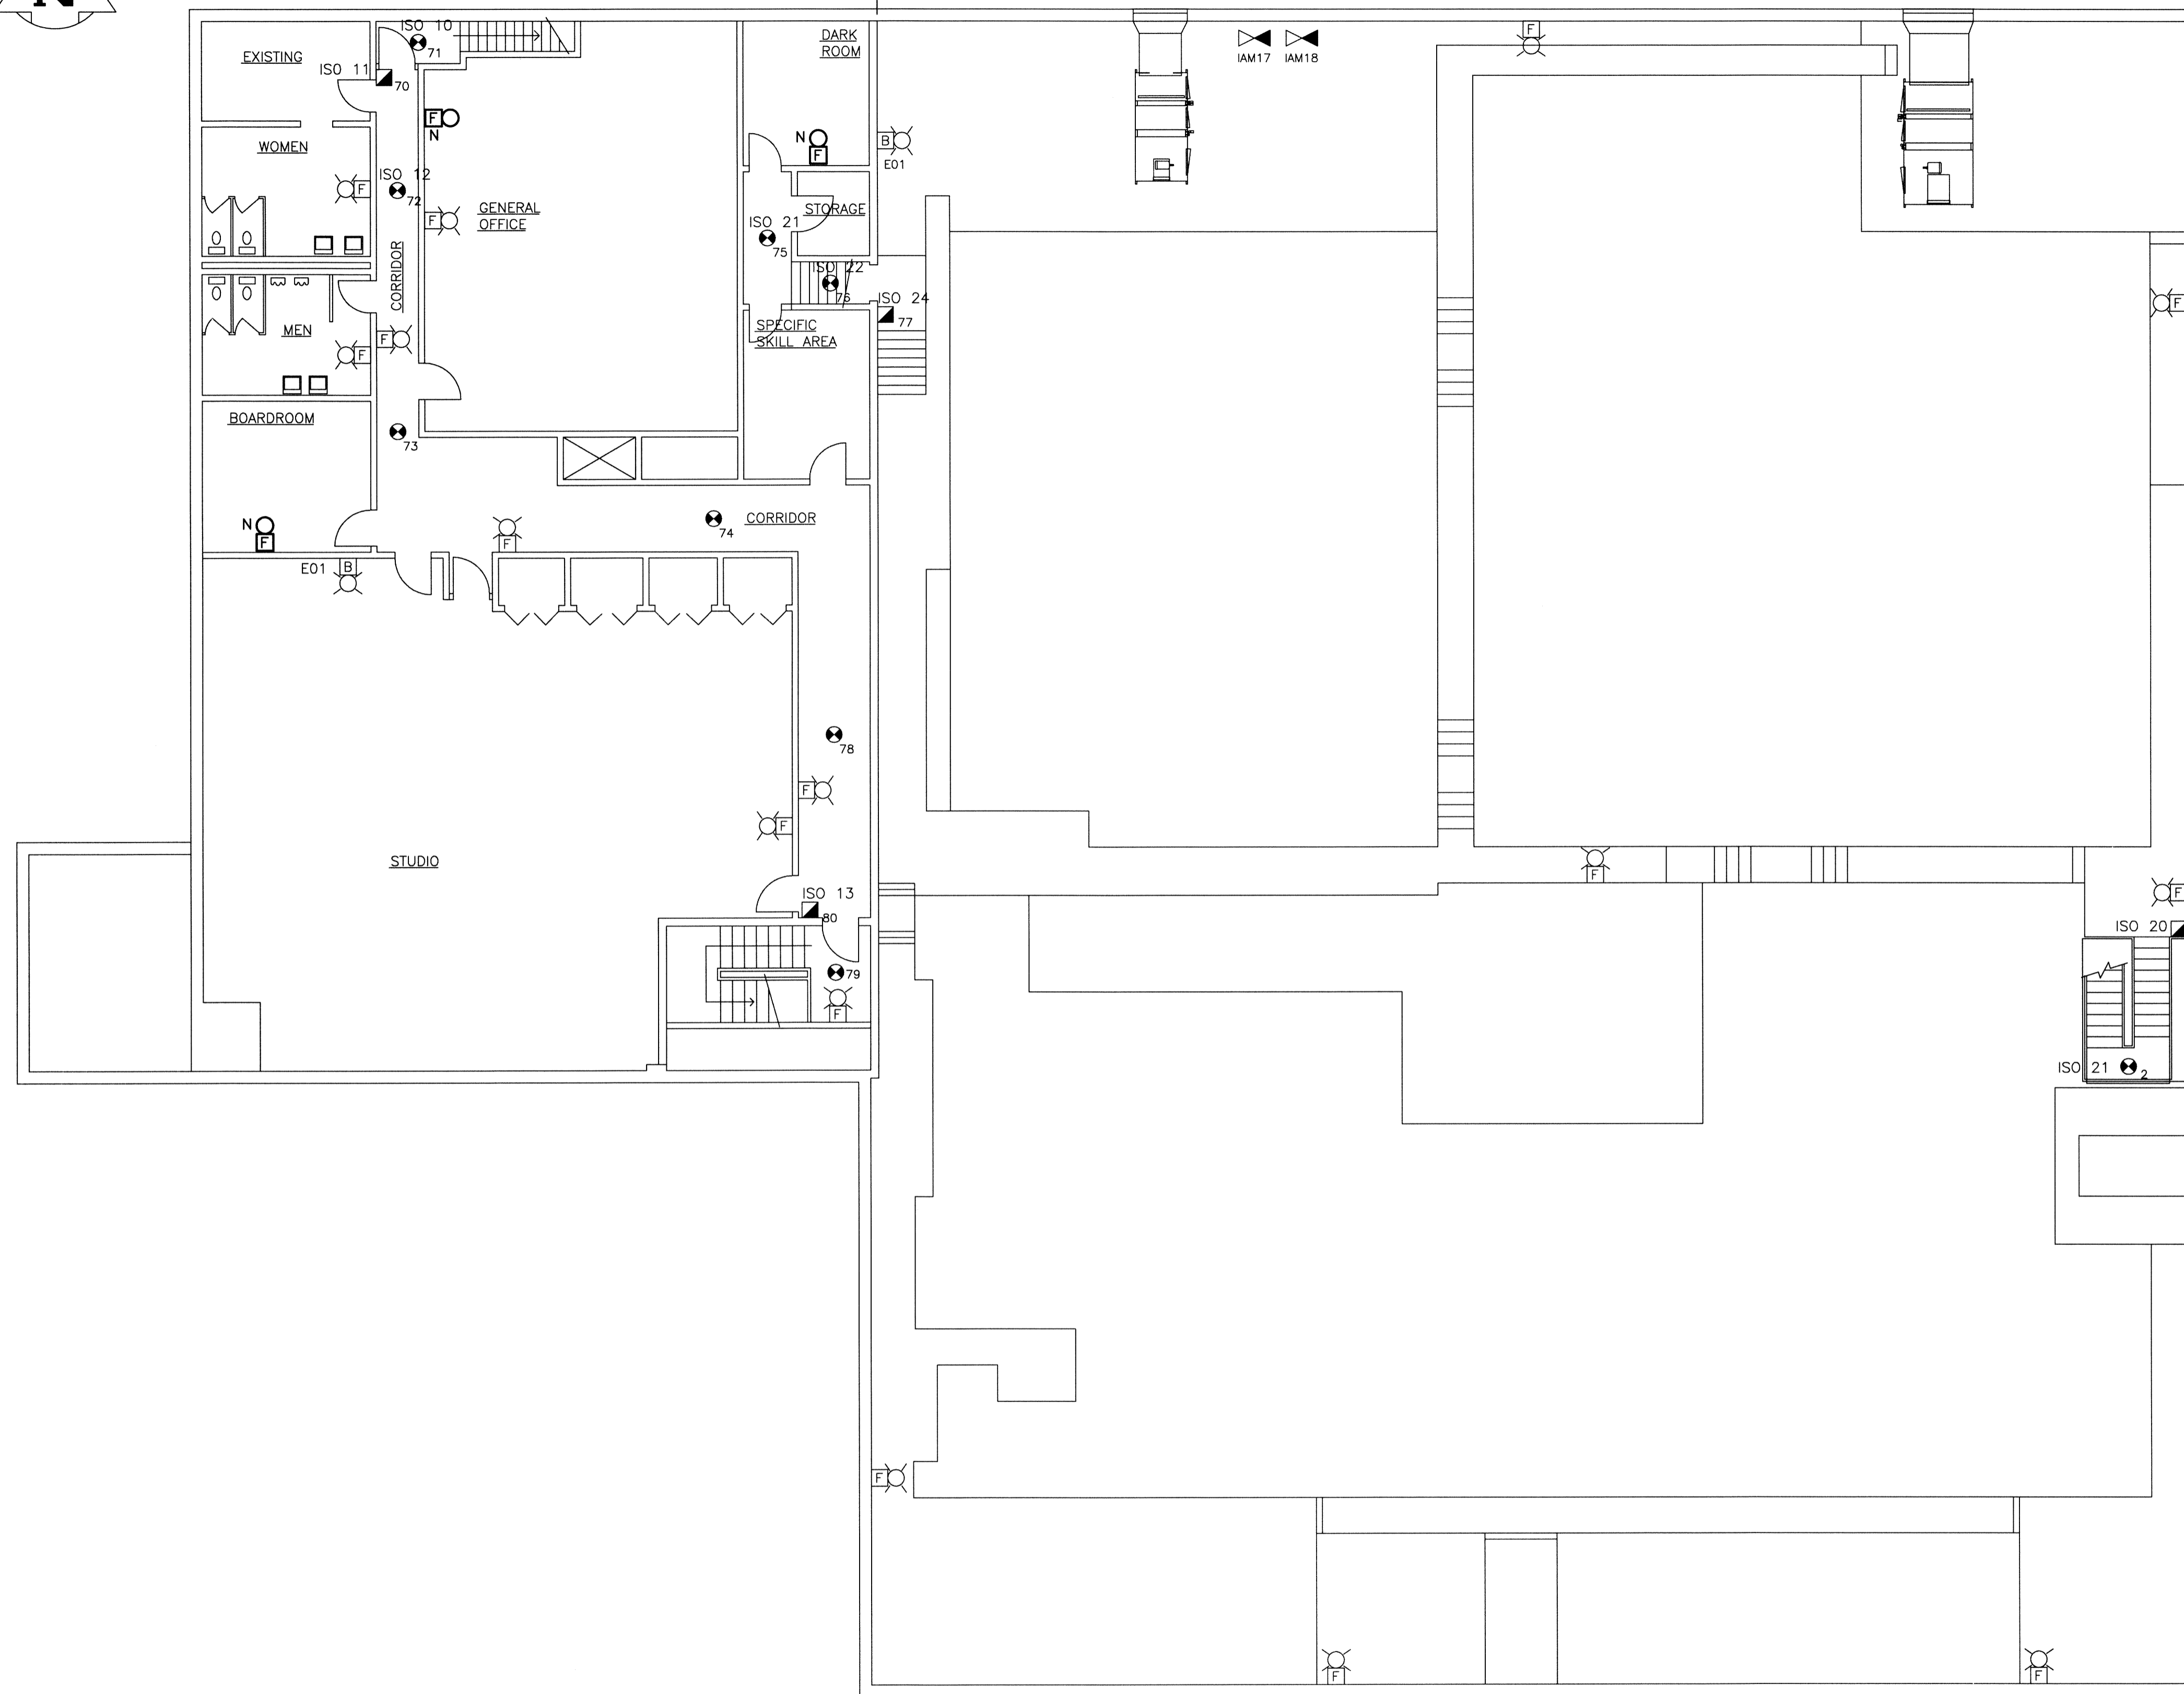 N
ISO 10
71
EXISTING
ISO 11
70
DARK
ROOM
IAM17
IAM18
F
F
N
WOMEN
N
F
B
E01
ISO 12
72
F
F
GENERAL
OFFICE
STORAGE
ISO 21
75
CORRIDOR
ISO 22
76
ISO 24
77
F
MEN
F
F
SPECIFIC
SKILL AREA
BOARDROOM
73
N
F
74
CORRIDOR
F
E01
B
78
F
F
STUDIO
F
ISO 13
80
F
ISO 20
79
F
ISO 21
2
F
F
F